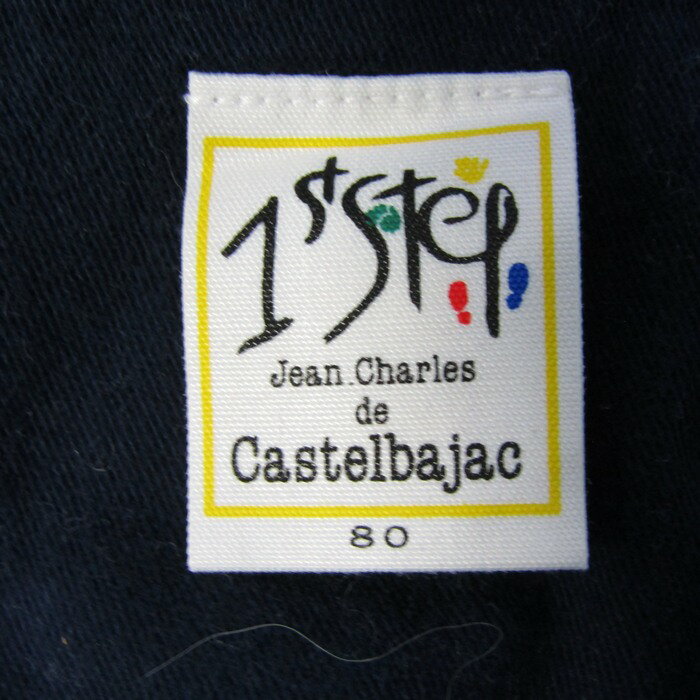 1st Step
Jean Charles
de
Castelbajac
80